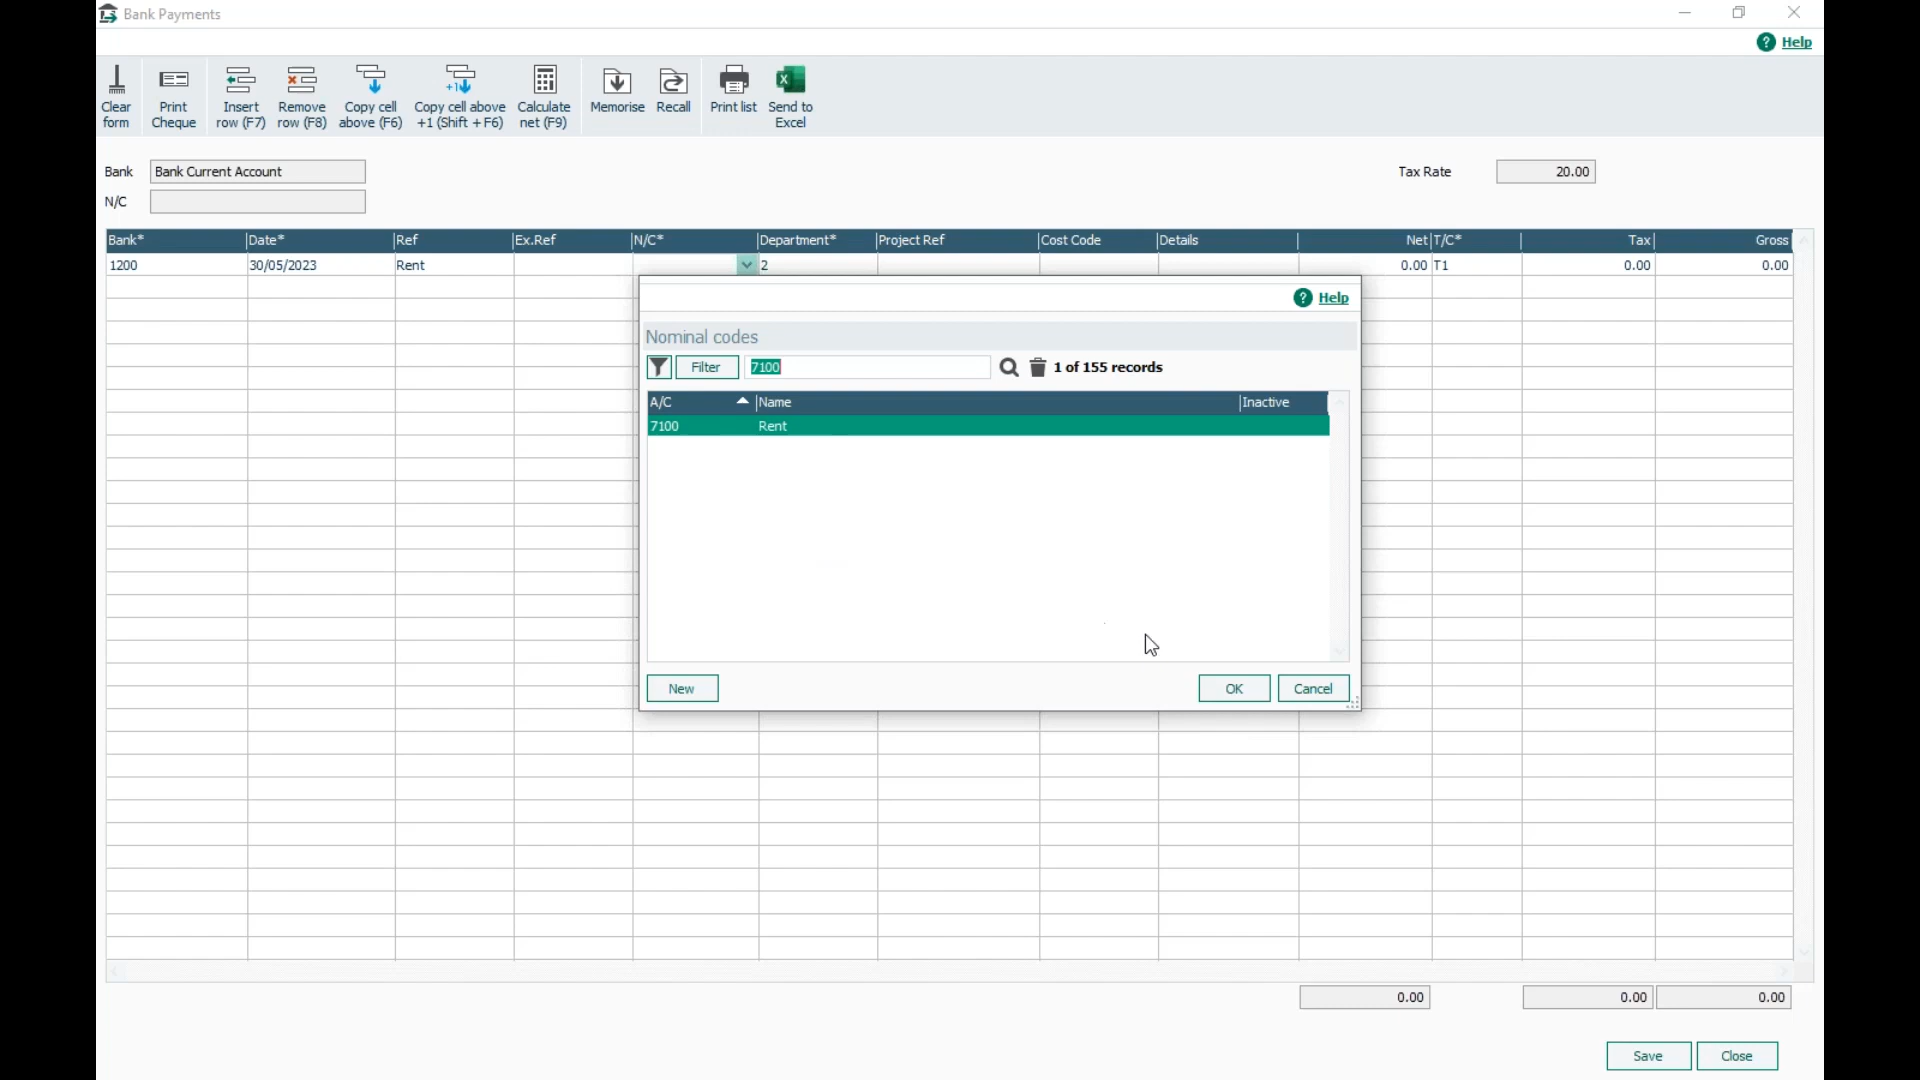 Bank Payments
? Help
Clear form
Print Cheque
Insert row (F7)
Remove row (F8)
Copy cell above (F6)
Copy cell above +1 (Shift + F6)
Calculate net (F9)
Memorise
Recall
Print list
Send to Excel
Bank Bank Current Account Tax Rate 20.00
N/C
Bank* Date* Ref Ex.Ref N/C* Department* Project Ref Cost Code Details Net T/C* Tax Gross
1200 30/05/2023 Rent 2 0.00 T1 0.00 0.00
? Help
Nominal codes
Filter 7100 1 of 155 records
A/C Name Inactive
7100 Rent
New OK Cancel
0.00 0.00 0.00
Save Close